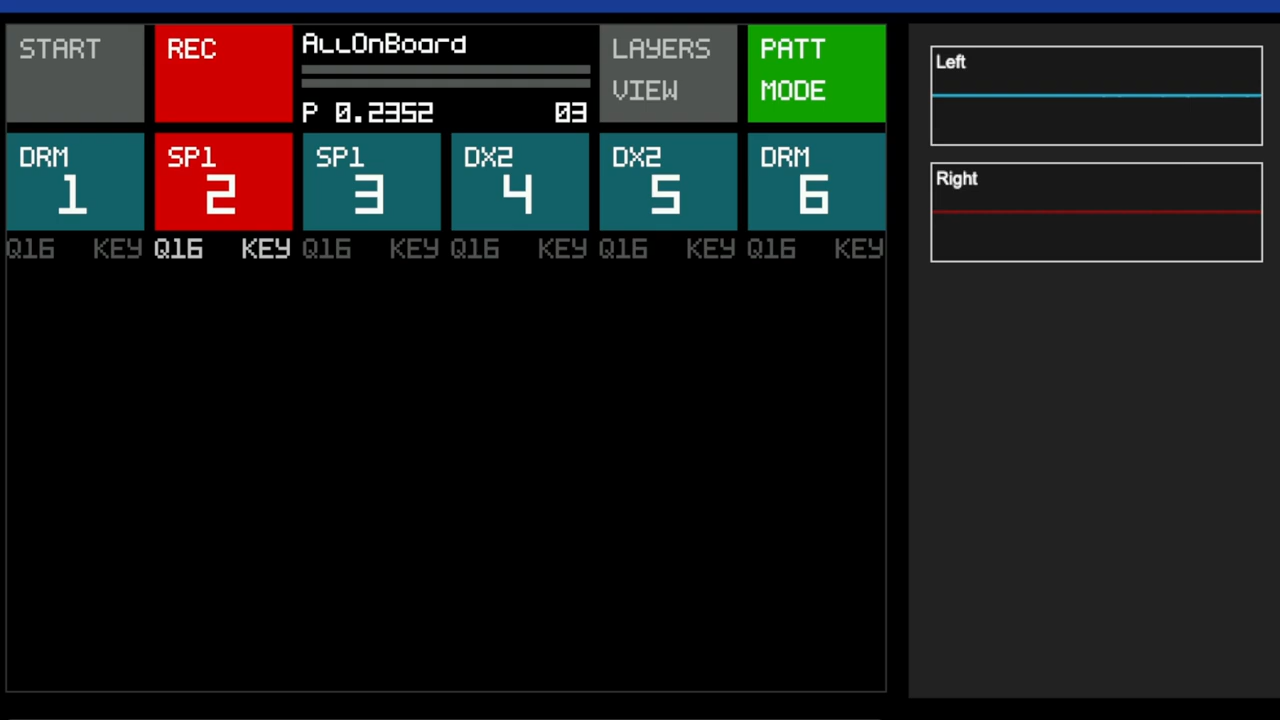 START
REC
AllOnBoard
P 0.2352 03
LAYERS
VIEW
PATT
MODE
DRM
1
SP1
2
SP1
3
DX2
4
DX2
5
DRM
6
Q16 KEY Q16 KEY Q16 KEY Q16 KEY Q16 KEY Q16 KEY
Left
Right